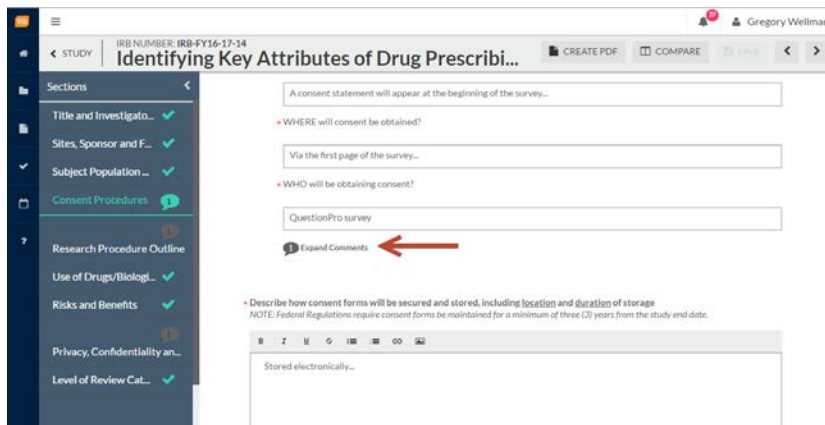 37
Gregory Wellma
< STUDY
IRB NUMBER: IRB-FY16-17-14
Identifying Key Attributes of Drug Prescribi...
CREATE PDF
COMPARE
SAVE
Sections
Title and Investigato...
Sites, Sponsor and F...
Subject Population ...
Consent Procedures
1
Research Procedure Outline
Use of Drugs/Biologi...
Risks and Benefits
Privacy, Confidentiality an...
Level of Review Cat...
A consent statement will appear at the beginning of the survey...
* WHERE will consent be obtained?
Via the first page of the survey...
* WHO will be obtaining consent?
QuestionPro survey
1 Expand Comments
* Describe how consent forms will be secured and stored, including location and duration of storage
NOTE: Federal Regulations require consent forms be maintained for a minimum of three (3) years from the study end date.
B I U S
Stored electronically...